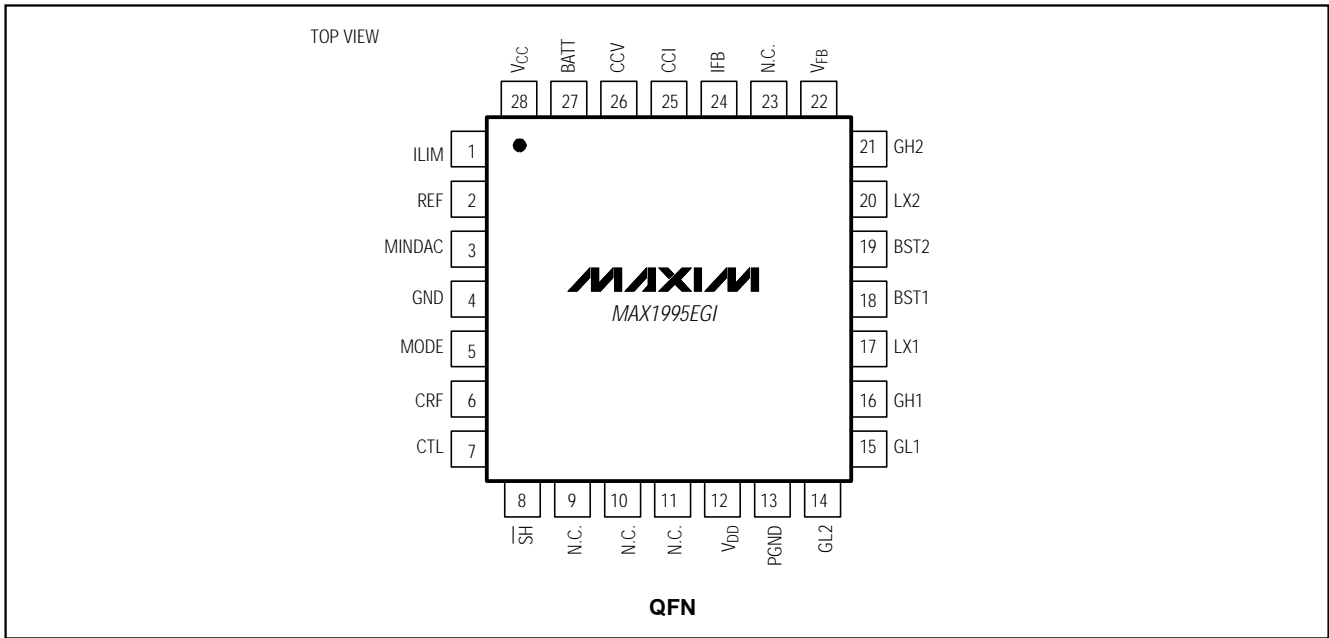 TOP VIEW
VCC
BATT
CCV
CCI
IFB
N.C.
VFB
28
27
26
25
24
23
22
ILIM 1
REF 2
MINDAC 3
GND 4
MODE 5
CRF 6
CTL 7
MAXIM
MAX1995EGI
21 GH2
20 LX2
19 BST2
18 BST1
17 LX1
16 GH1
15 GL1
8
9
10
11
12
13
14
S̅H̅
N.C.
N.C.
N.C.
VDD
PGND
GL2
QFN